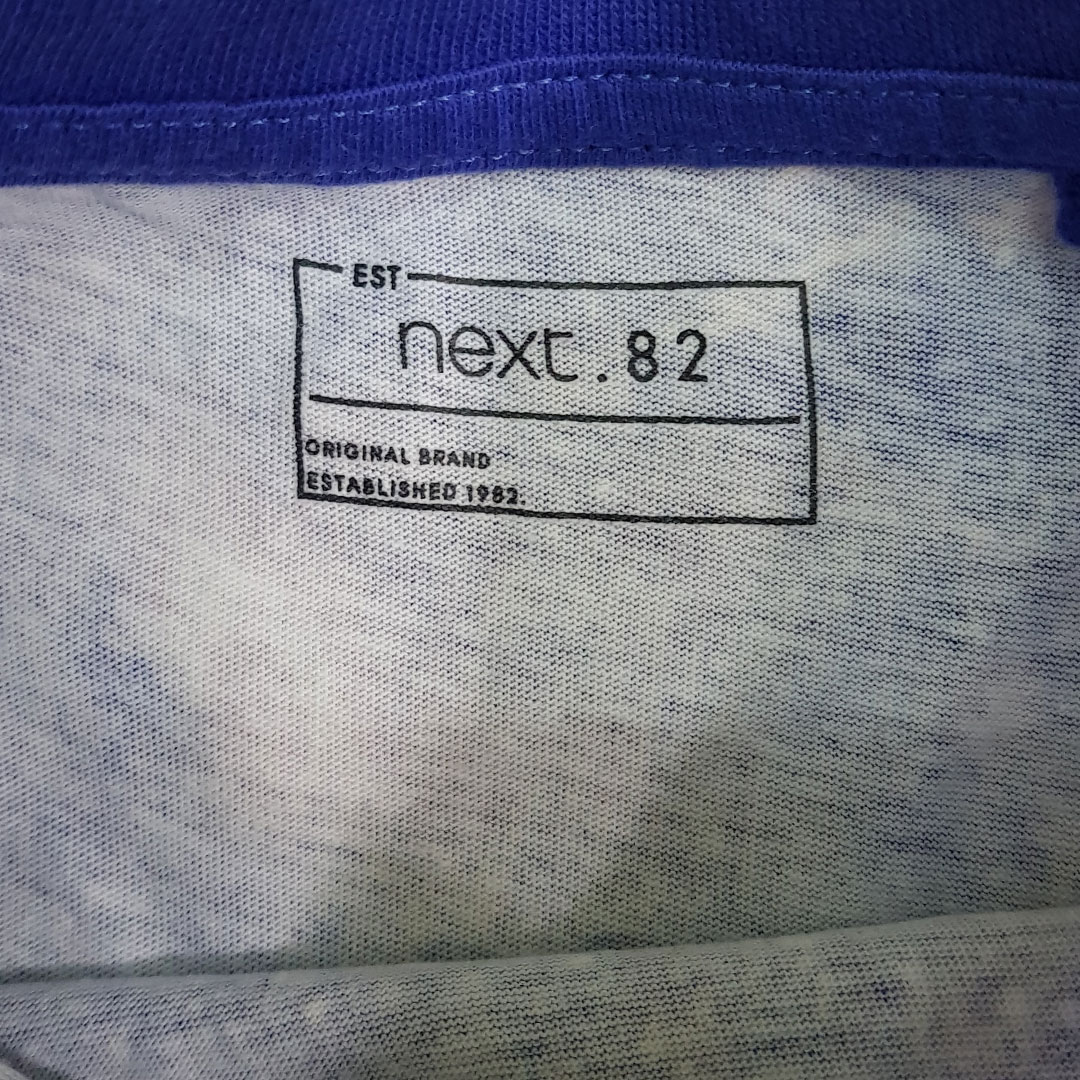 EST
next.82
ORIGINAL BRAND
ESTABLISHED 1982.